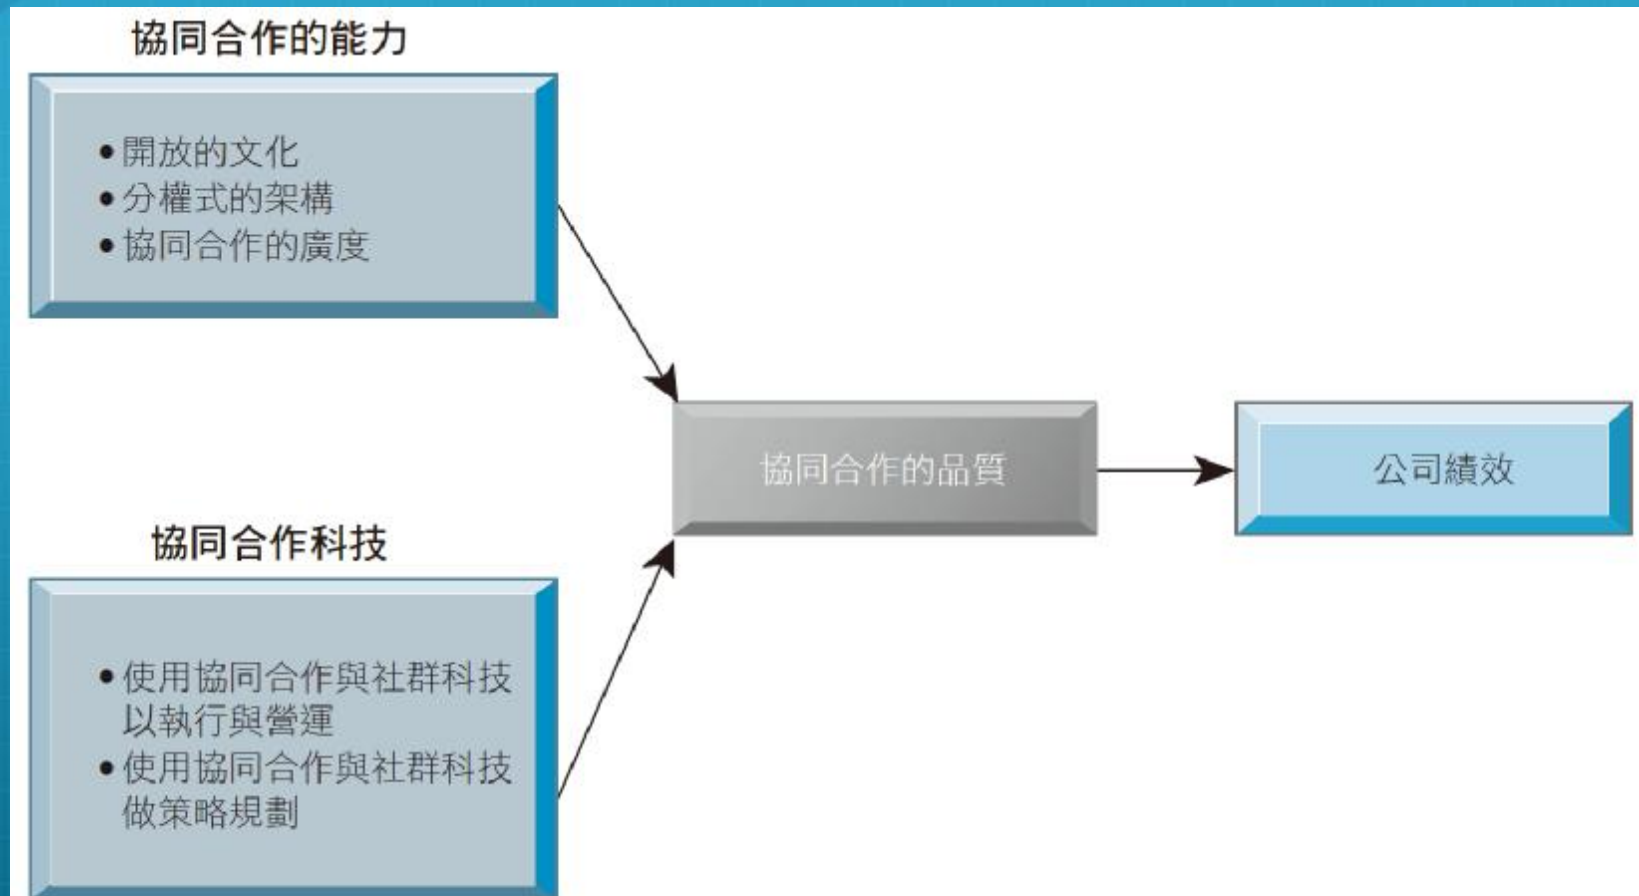 協同合作的能力
•開放的文化
•分權式的架構
•協同合作的廣度
協同合作的品質
公司績效
協同合作科技
•使用協同合作與社群科技
以執行與營運
•使用協同合作與社群科技
做策略規劃